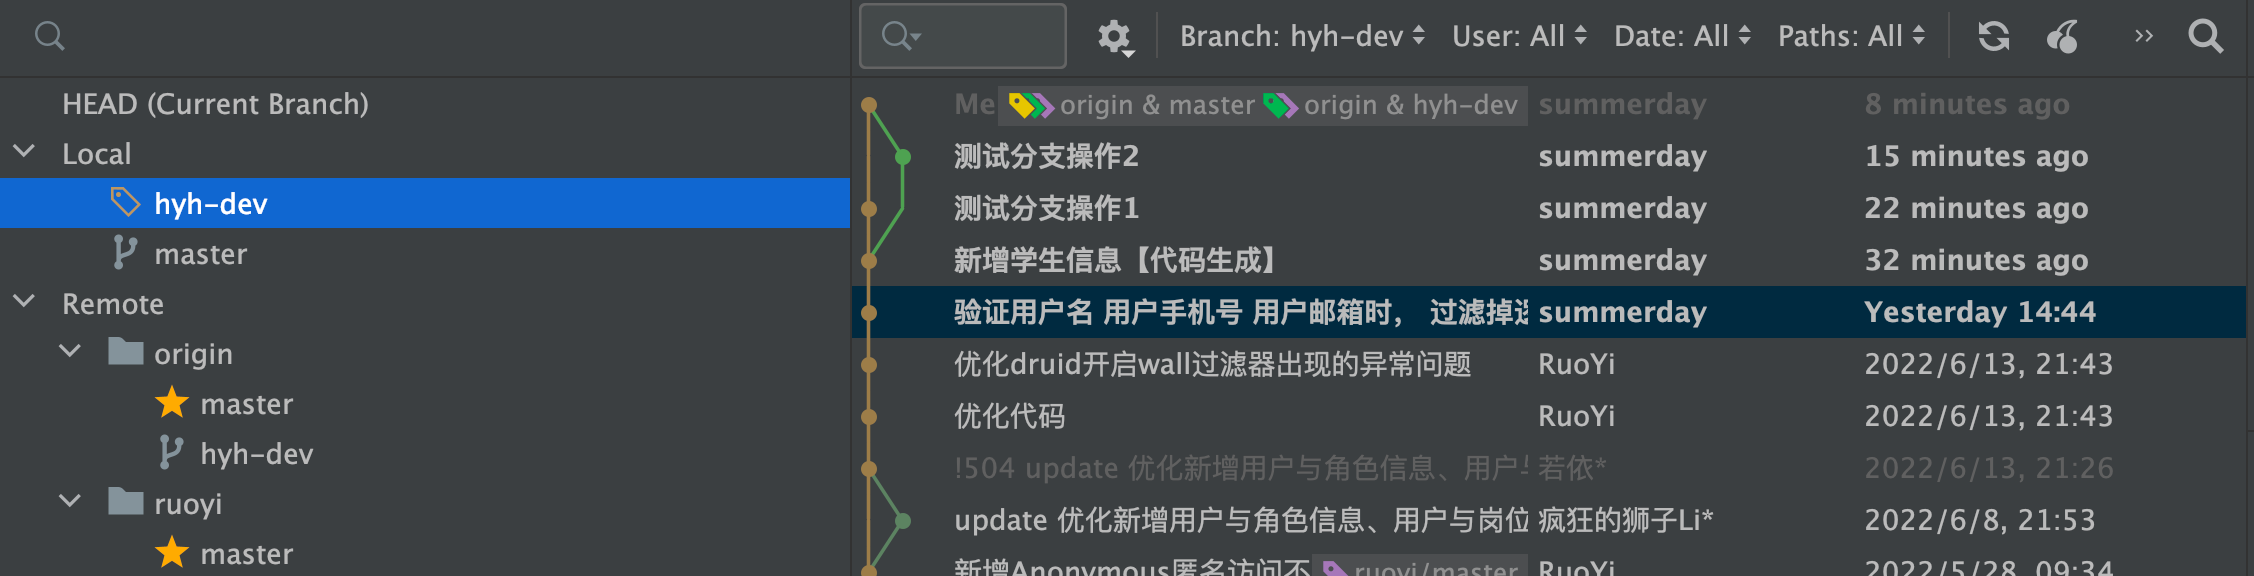 Branch: hyh-dev User: All Date: All Paths: All
HEAD (Current Branch)
Local
hyh-dev
master
Remote
origin
master
hyh-dev
ruoyi
master
Me origin & master origin & hyh-dev summerday 8 minutes ago
测试分支操作2 summerday 15 minutes ago
测试分支操作1 summerday 22 minutes ago
新增学生信息【代码生成】 summerday 32 minutes ago
验证用户名 用户手机号 用户邮箱时， 过滤掉 summerday Yesterday 14:44
优化druid开启wall过滤器出现的异常问题 RuoYi 2022/6/13, 21:43
优化代码 RuoYi 2022/6/13, 21:43
!504 update 优化新增用户与角色信息、用户 若依* 2022/6/13, 21:26
update 优化新增用户与角色信息、用户与岗位 疯狂的狮子Li* 2022/6/8, 21:53
新增Anonymous匿名访问不 ruoyi/master RuoYi 2022/5/28, 09:34